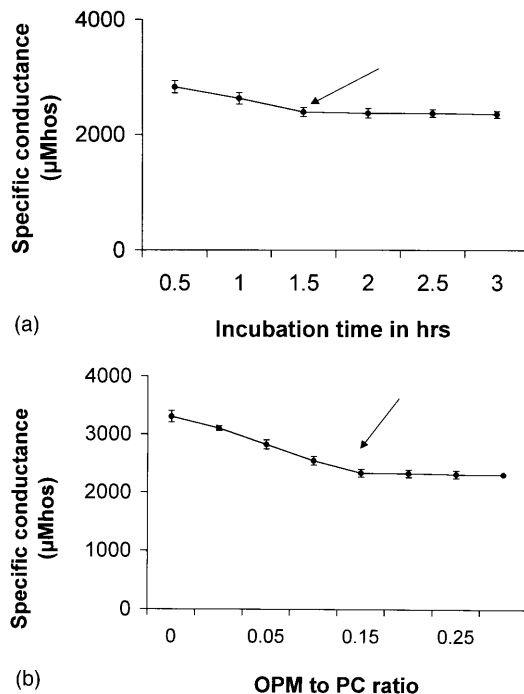 4000
2000
0
Specific conductance
(µMhos)
0.5 1 1.5 2 2.5 3
(a)
Incubation time in hrs
4000
3000
2000
1000
0
Specific conductance
(µMhos)
0 0.05 0.15 0.25
(b)
OPM to PC ratio